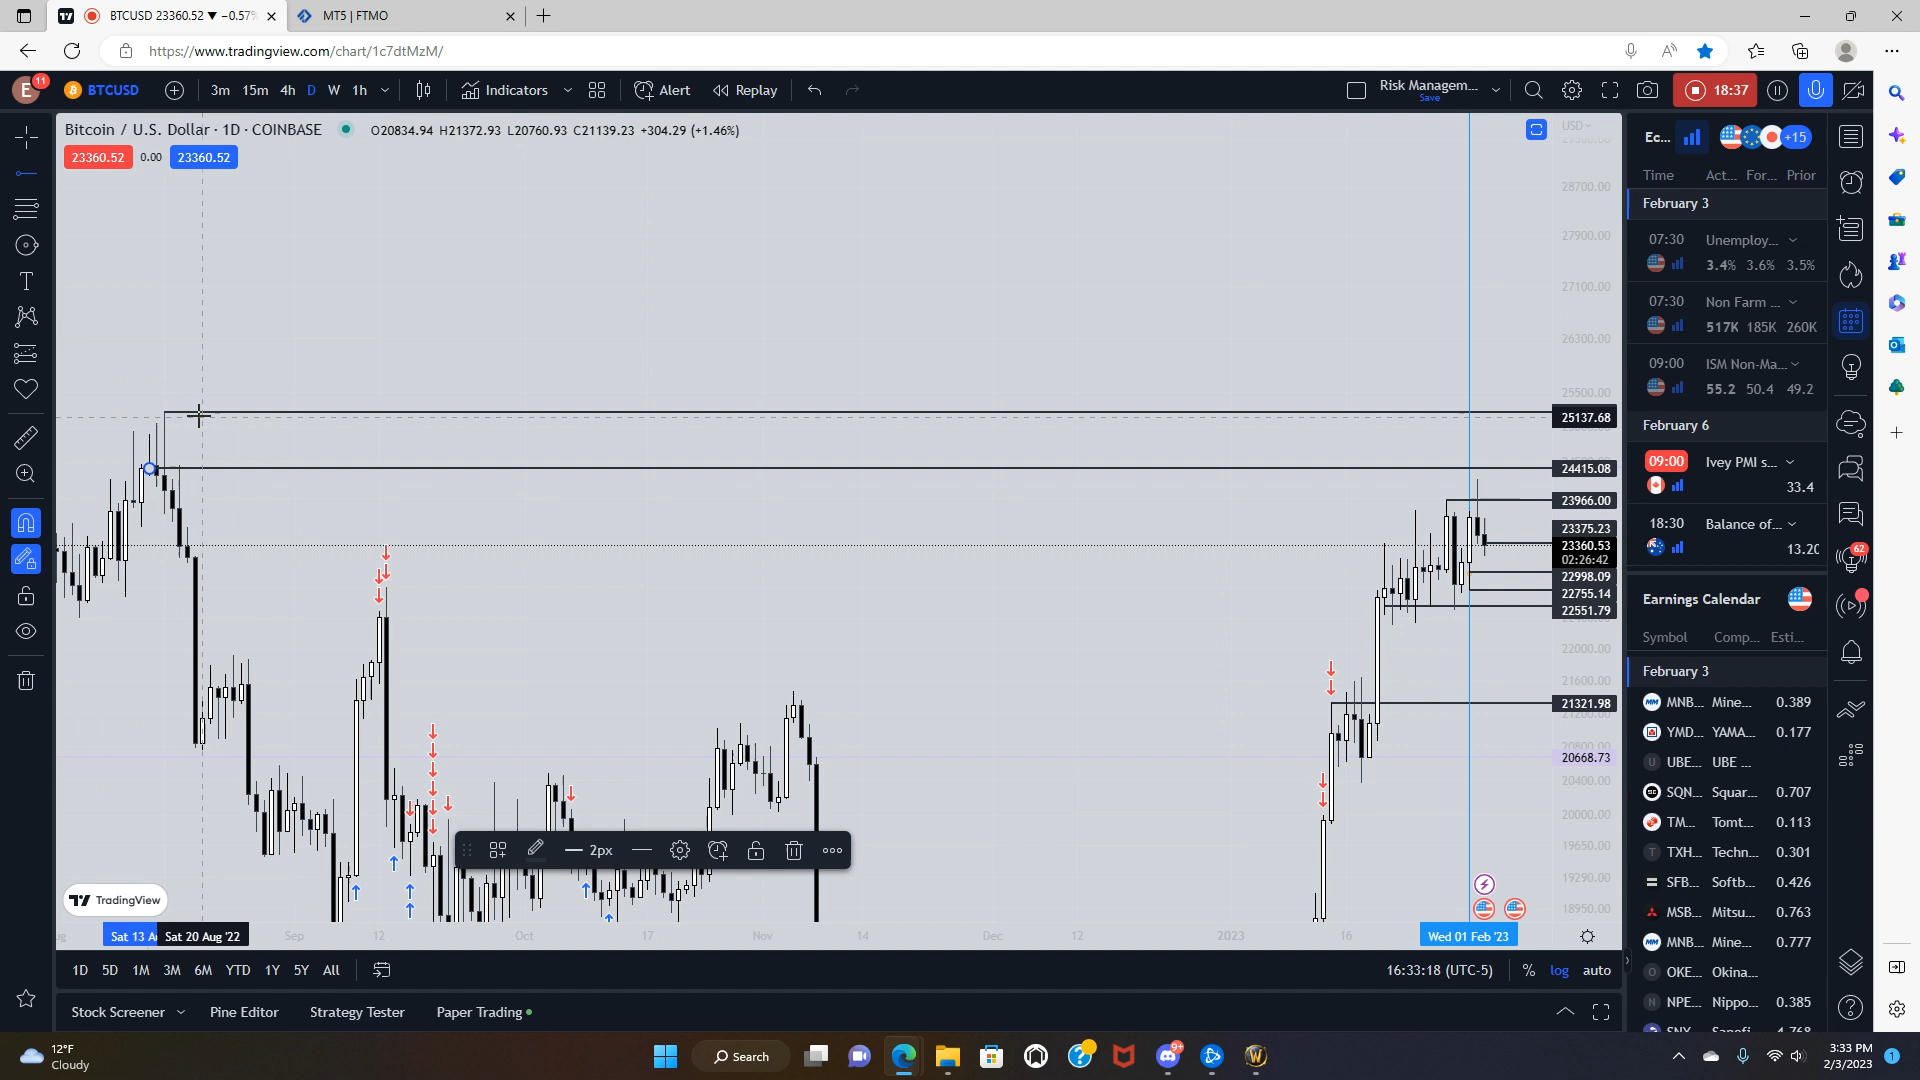 BTCUSD 23360.52 ▼ −0.57%
MT5 | FTMO
https://www.tradingview.com/chart/1c7dtMzM/
E 11
BTCUSD 3m 15m 4h D W 1h Indicators Alert Replay
Risk Managem...
Save
18:37
Bitcoin / U.S. Dollar · 1D · COINBASE O20834.94 H21372.93 L20760.93 C21139.23 +304.29 (+1.46%)
23360.52 0.00 23360.52
USD
28700.00
27900.00
27100.00
26300.00
25500.00
25137.68
24415.08
23966.00
23375.23
23360.53
02:26:42
22998.09
22755.14
22551.79
22000.00
21600.00
21321.98
20668.73
20400.00
20000.00
19650.00
19290.00
18950.00
2px
TradingView
Sat 13 A Sat 20 Aug '22 Sep 12 Oct 17 Nov 14 Dec 12 2023 16 Wed 01 Feb '23
1D 5D 1M 3M 6M YTD 1Y 5Y All
16:33:18 (UTC-5) % log auto
Stock Screener Pine Editor Strategy Tester Paper Trading
Ec... +15
Time Act... For... Prior
February 3
07:30 Unemploy...
3.4% 3.6% 3.5%
07:30 Non Farm ...
517K 185K 260K
09:00 ISM Non-Ma...
55.2 50.4 49.2
February 6
09:00 Ivey PMI s...
33.4
18:30 Balance of...
62
Earnings Calendar
Symbol Comp... Esti...
February 3
MNB... Mine... 0.389
YMD... YAMA... 0.177
UBE... UBE ...
SQN... Squar... 0.707
TM... Tomt... 0.113
TXH... Techn... 0.301
SFB... Softb... 0.426
MSB... Mitsu... 0.763
MNB... Mine... 0.777
OKE... Okina...
NPE... Nippo... 0.385
12°F
Cloudy
Search
9+
3:33 PM
2/3/2023
1